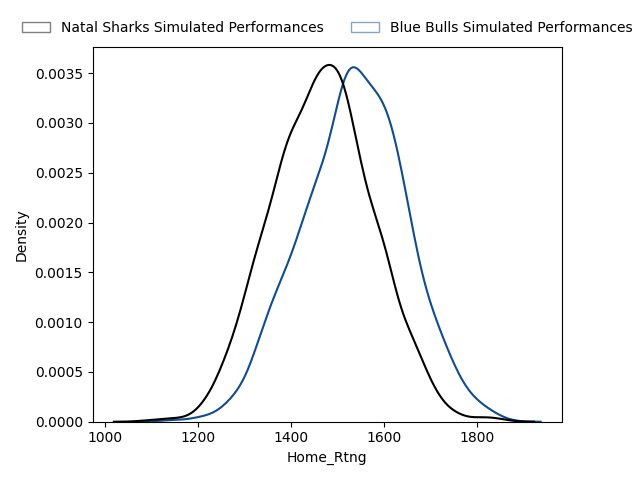 Natal Sharks Simulated Performances Blue Bulls Simulated Performances
0.0035
0.0030
0.0025
0.0020
0.0015
0.0010
0.0005
0.0000
Density
1000 1200 1400 1600 1800
Home_Rtng